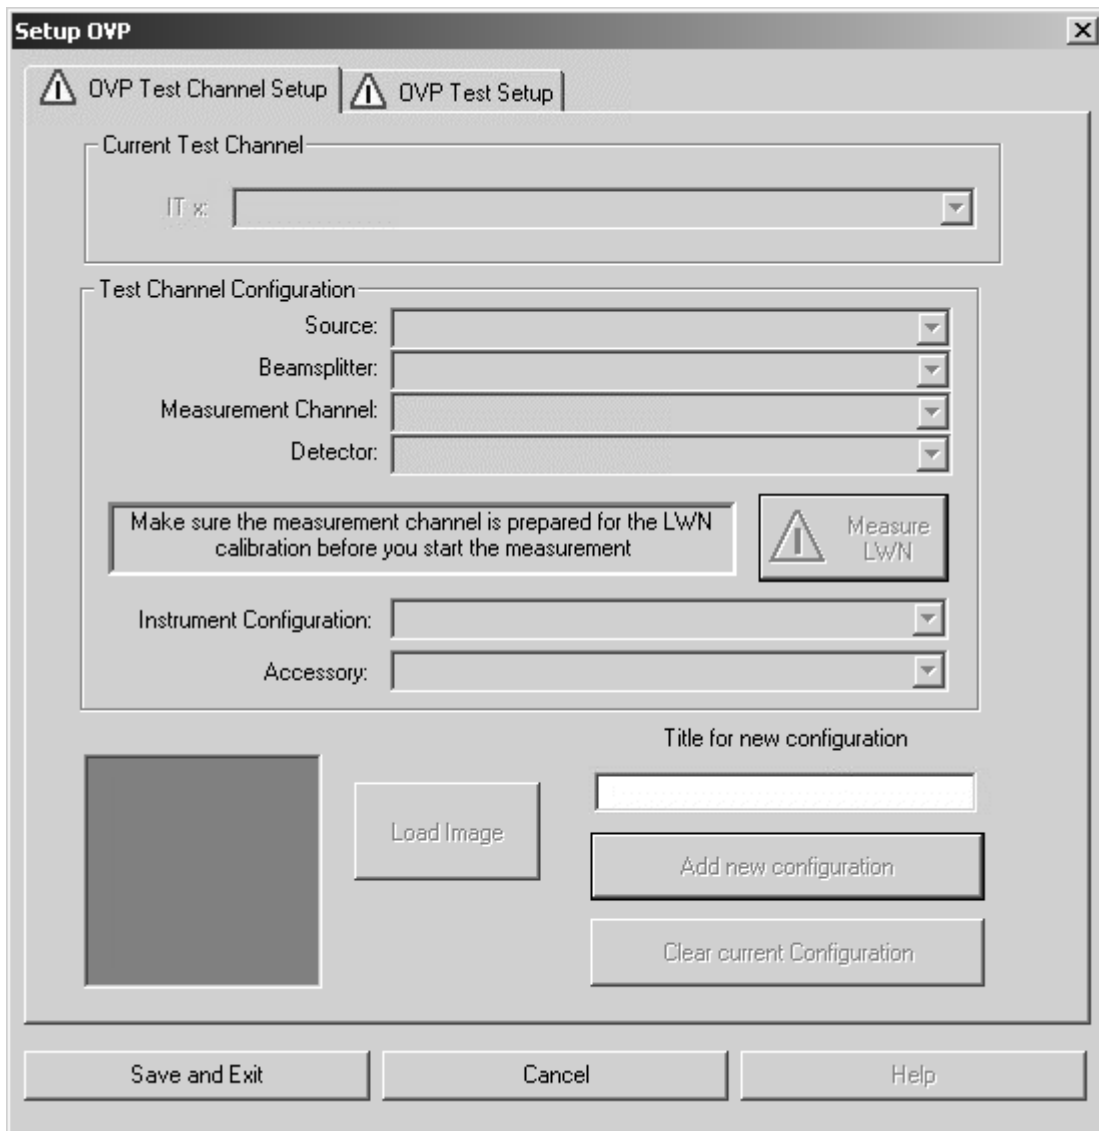 Setup OVP
OVP Test Channel Setup
OVP Test Setup
Current Test Channel
IT x:
Test Channel Configuration
Source:
Beamsplitter:
Measurement Channel:
Detector:
Make sure the measurement channel is prepared for the LWN
calibration before you start the measurement
Measure
LWN
Instrument Configuration:
Accessory:
Title for new configuration
Load Image
Add new configuration
Clear current Configuration
Save and Exit
Cancel
Help